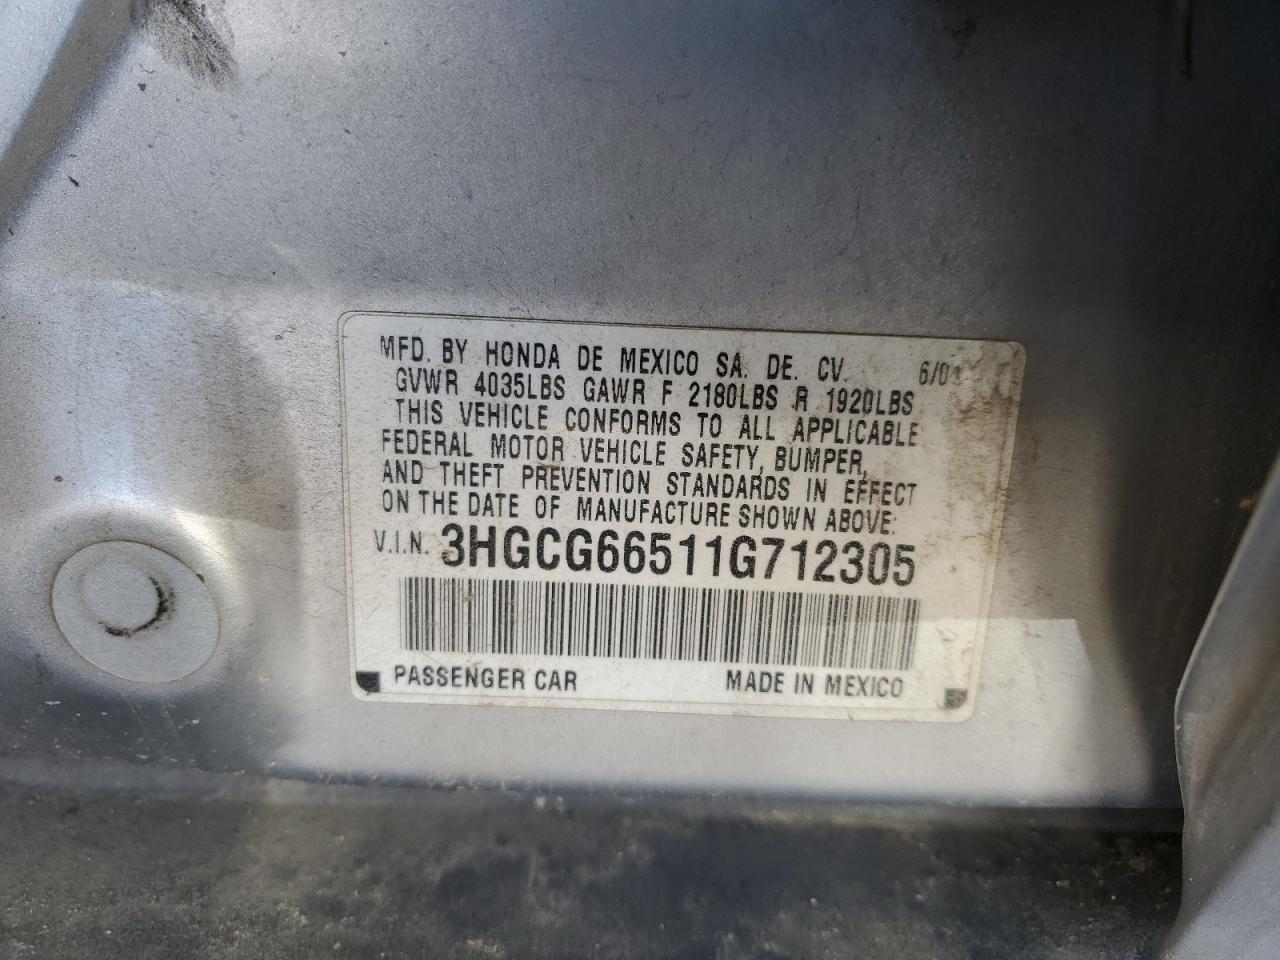 MFD. BY HONDA DE MEXICO SA. DE. CV. 6/0
GVWR 4035LBS GAWR F 2180LBS R 1920LBS
THIS VEHICLE CONFORMS TO ALL APPLICABLE
FEDERAL MOTOR VEHICLE SAFETY, BUMPER,
AND THEFT PREVENTION STANDARDS IN EFFECT
ON THE DATE OF MANUFACTURE SHOWN ABOVE:
V.I.N. 3HGCG66511G712305
PASSENGER CAR MADE IN MEXICO